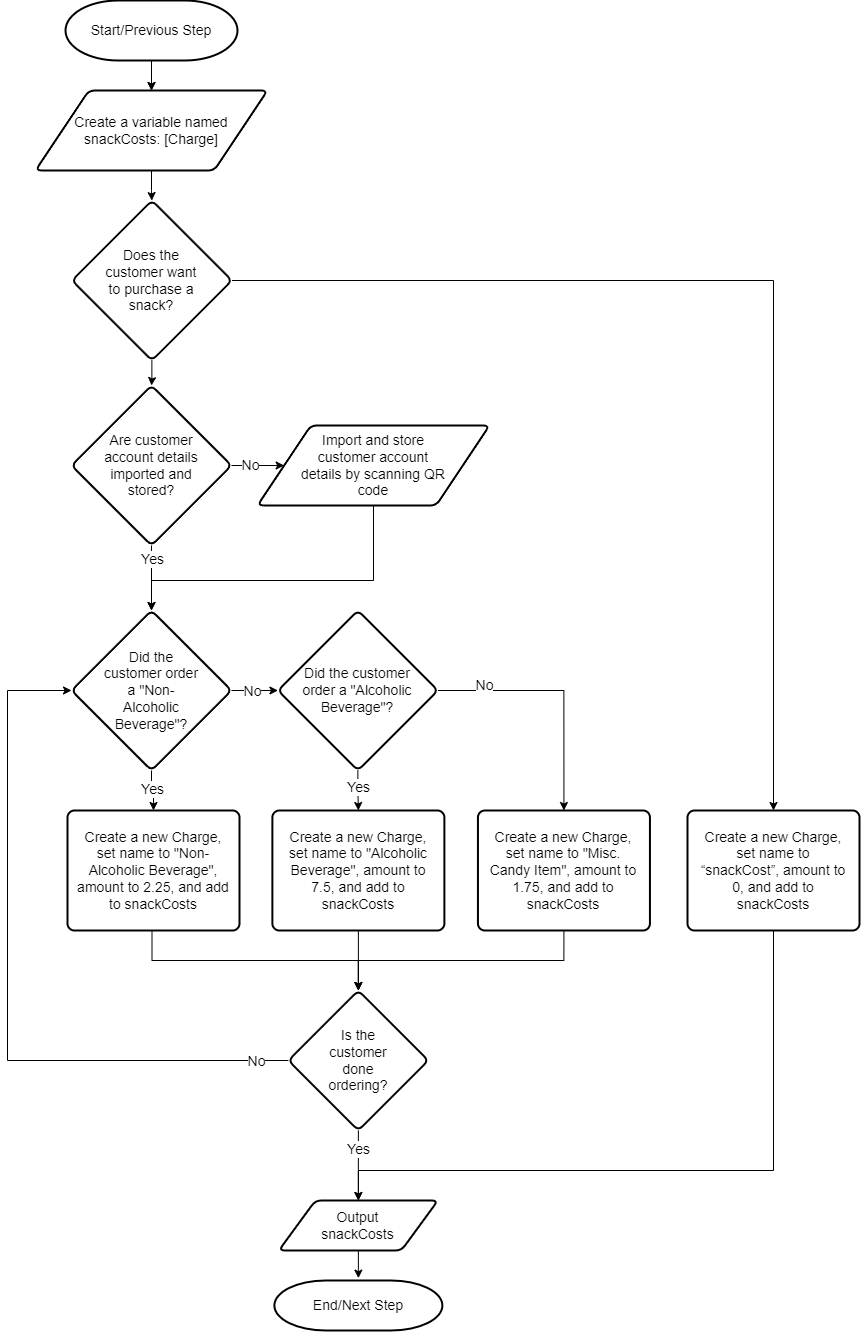 Start/Previous Step
Create a variable named
snackCosts: [Charge]
Does the
customer want
to purchase a
snack?
Are customer
account details
imported and
stored?
No
Import and store
customer account
details by scanning QR
code
Yes
Did the
customer order
a "Non-
Alcoholic
Beverage"?
No
Did the customer
order a "Alcoholic
Beverage"?
No
Yes
Yes
Create a new Charge,
set name to "Non-
Alcoholic Beverage",
amount to 2.25, and add
to snackCosts
Create a new Charge,
set name to "Alcoholic
Beverage", amount to
7.5, and add to
snackCosts
Create a new Charge,
set name to "Misc.
Candy Item", amount to
1.75, and add to
snackCosts
Create a new Charge,
set name to
“snackCost”, amount to
0, and add to
snackCosts
Is the
customer
done
ordering?
No
Yes
Output
snackCosts
End/Next Step